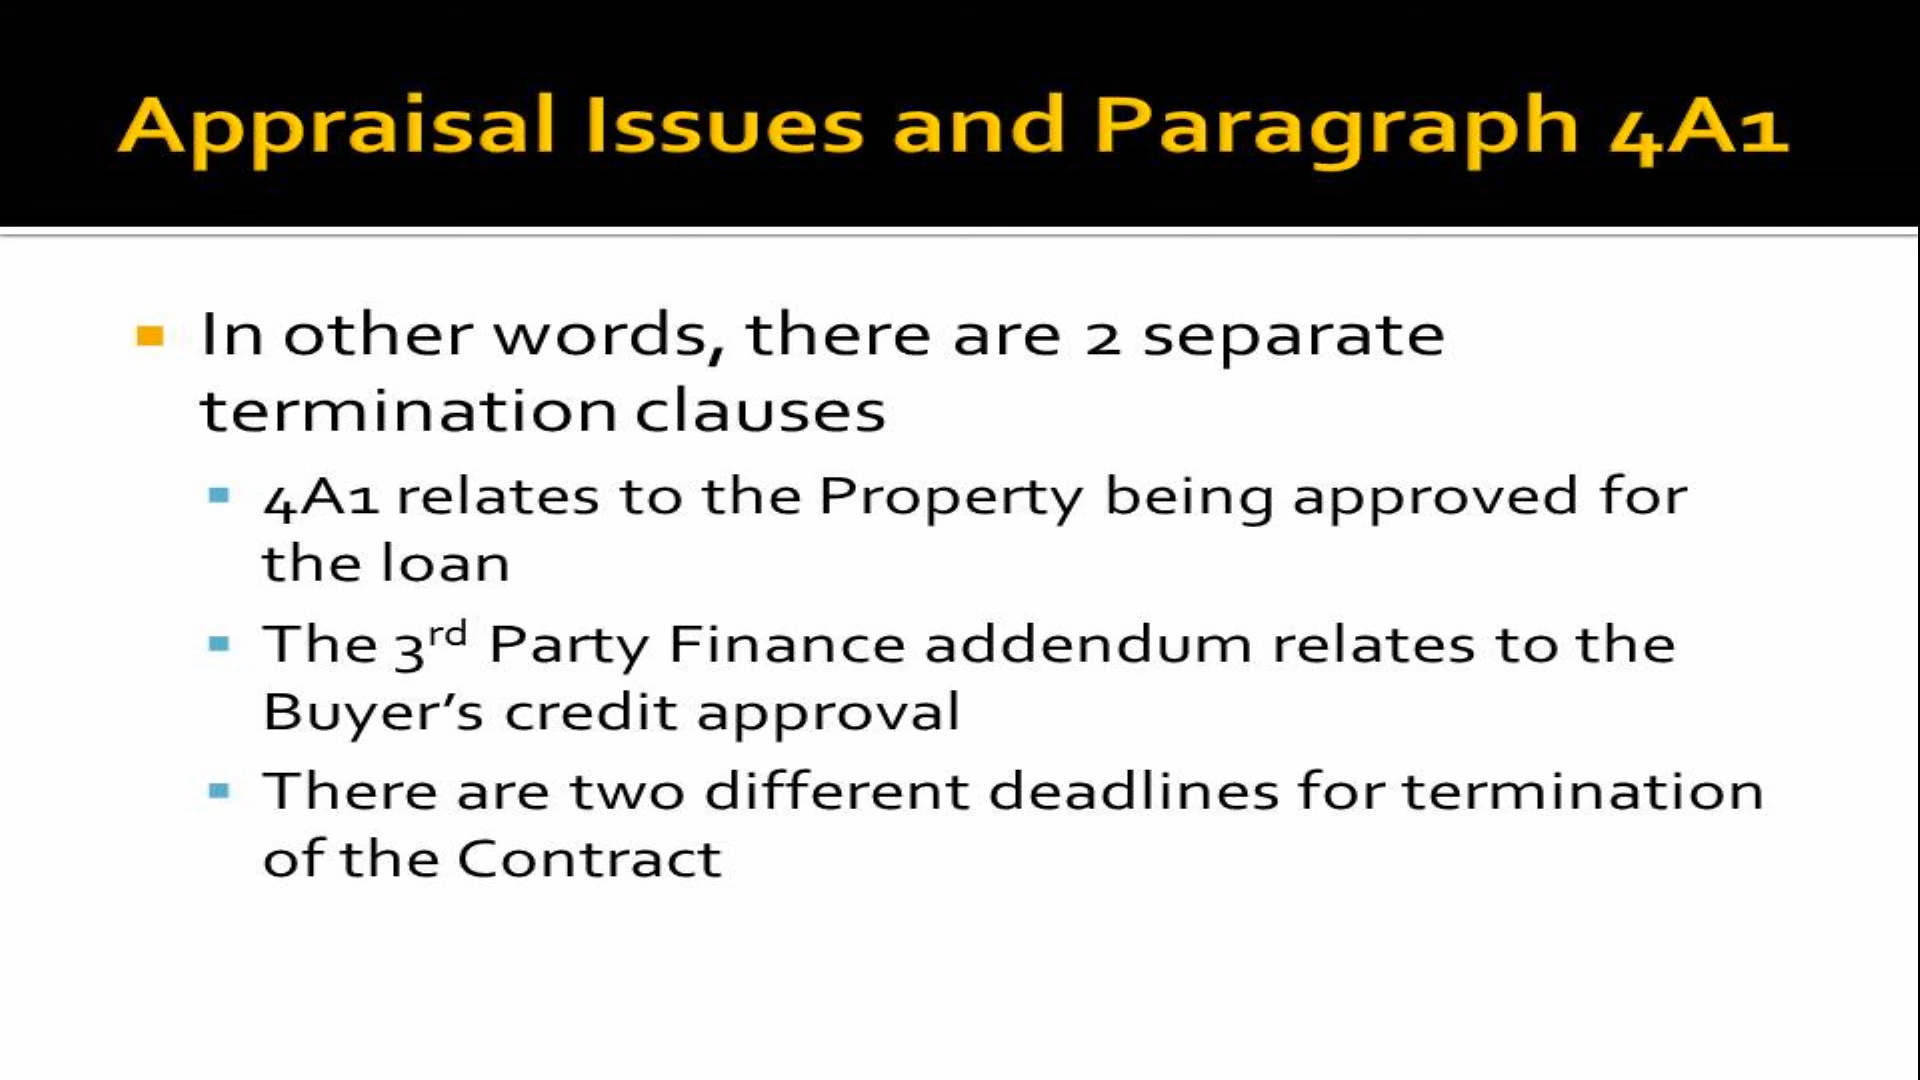 Appraisal Issues and Paragraph 4A1
In other words, there are 2 separate
termination clauses
4A1 relates to the Property being approved for
the loan
The 3rd Party Finance addendum relates to the
Buyer’s credit approval
There are two different deadlines for termination
of the Contract